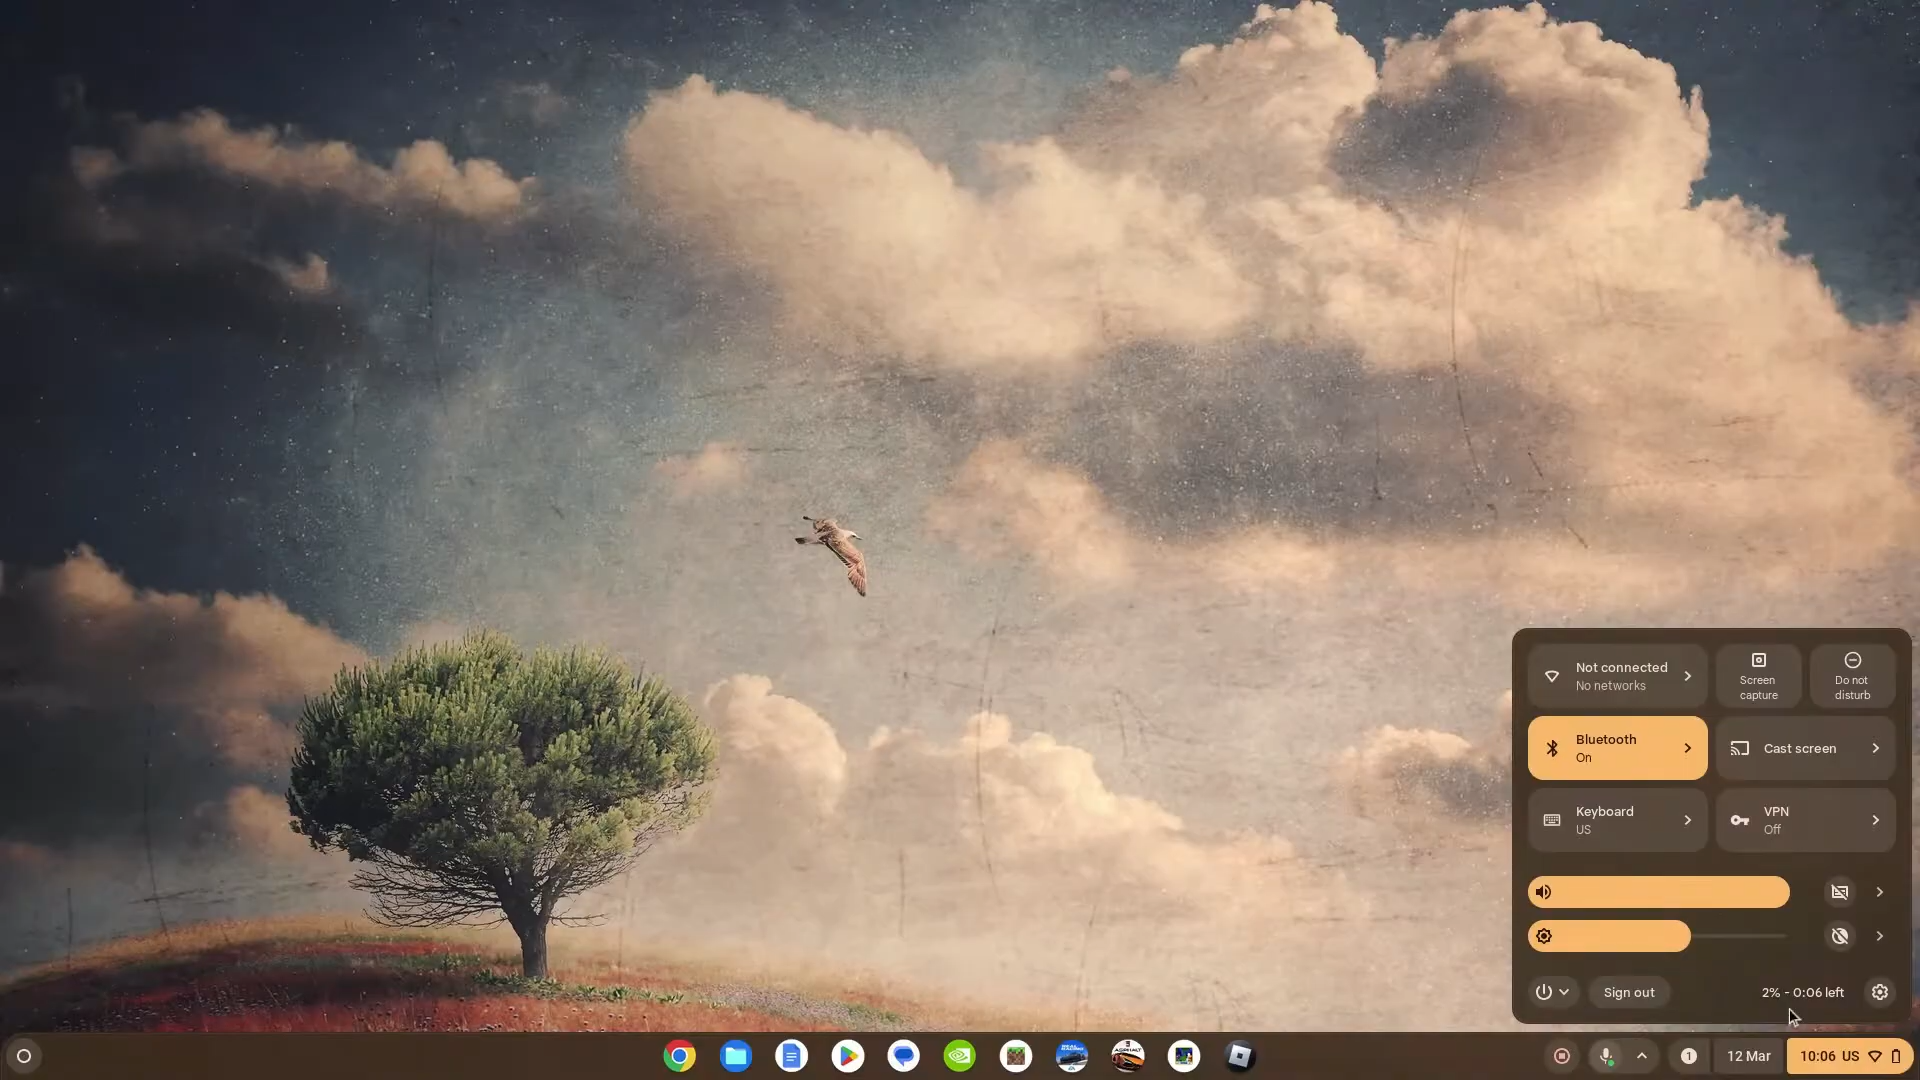 Not connected
No networks
Screen
capture
Do not
disturb
Bluetooth
On
Cast screen
Keyboard
US
VPN
Off
Sign out
2% - 0:06 left
1
12 Mar
10:06 US